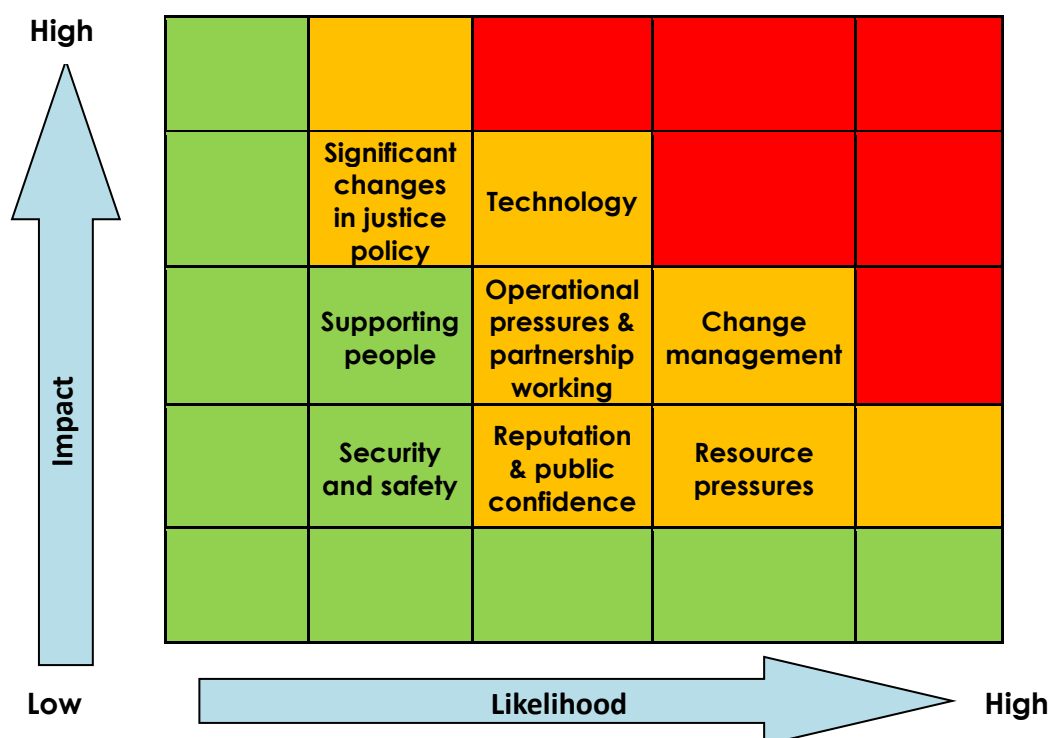 High
Significant
changes
in justice
policy
Technology
Supporting
people
Operational
pressures &
partnership
working
Change
management
Impact
Security
and safety
Reputation
& public
confidence
Resource
pressures
Low
Likelihood
High